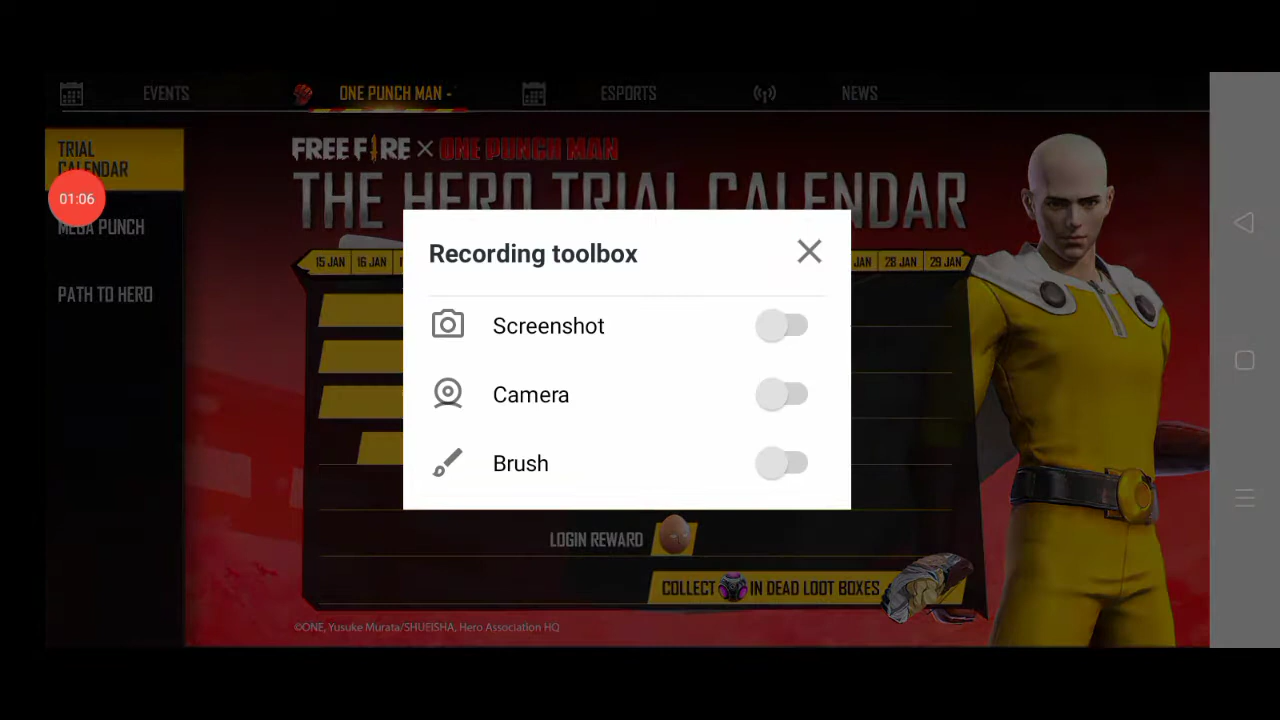 EVENTS
ONE PUNCH MAN -
ESPORTS
NEWS
TRIAL
CALENDAR
01:06
MEGA PUNCH
PATH TO HERO
FREE FIRE × ONE PUNCH MAN
THE HERO TRIAL CALENDAR
15 JAN 16 JAN
JAN 28 JAN 29 JAN
Recording toolbox
Screenshot
Camera
Brush
LOGIN REWARD
COLLECT IN DEAD LOOT BOXES
©ONE, Yusuke Murata/SHUEISHA, Hero Association HQ